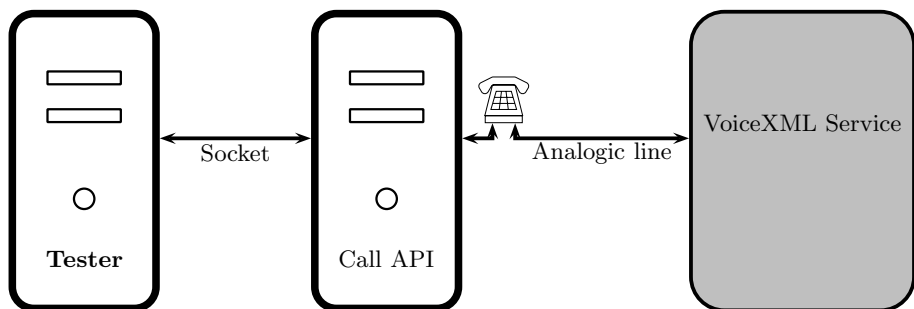 VoiceXML Service
Socket
Analogic line
Tester
Call API